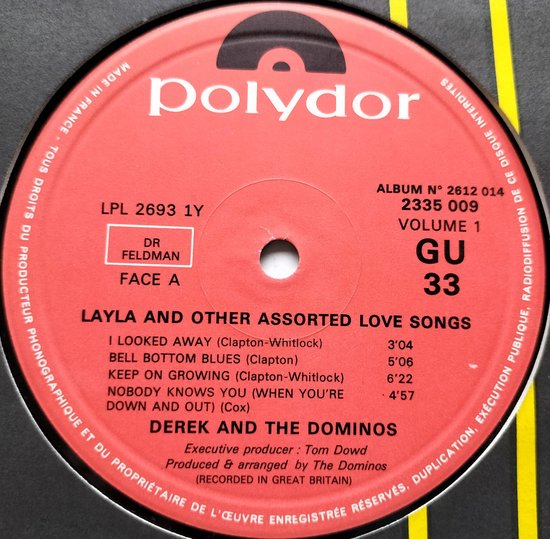 polydor
MADE IN FRANCE · TOUS DROITS DU PRODUCTEUR PHONOGRAPHIQUE ET DU PROPRIÉTAIRE DE L'ŒUVRE ENREGISTRÉE RÉSERVÉS, DUPLICATION, EXÉCUTION PUBLIQUE, RADIODIFFUSION DE CE DISQUE INTERDITES
ALBUM N° 2612 014
LPL 2693 1Y
2335 009
VOLUME 1
DR
FELDMAN
GU
FACE A
33
LAYLA AND OTHER ASSORTED LOVE SONGS
I LOOKED AWAY (Clapton-Whitlock) 3'04
BELL BOTTOM BLUES (Clapton) 5'06
KEEP ON GROWING (Clapton-Whitlock) 6'22
NOBODY KNOWS YOU (WHEN YOU'RE 4'57
DOWN AND OUT) (Cox)
DEREK AND THE DOMINOS
Executive producer : Tom Dowd
Produced & arranged by The Dominos
(RECORDED IN GREAT BRITAIN)